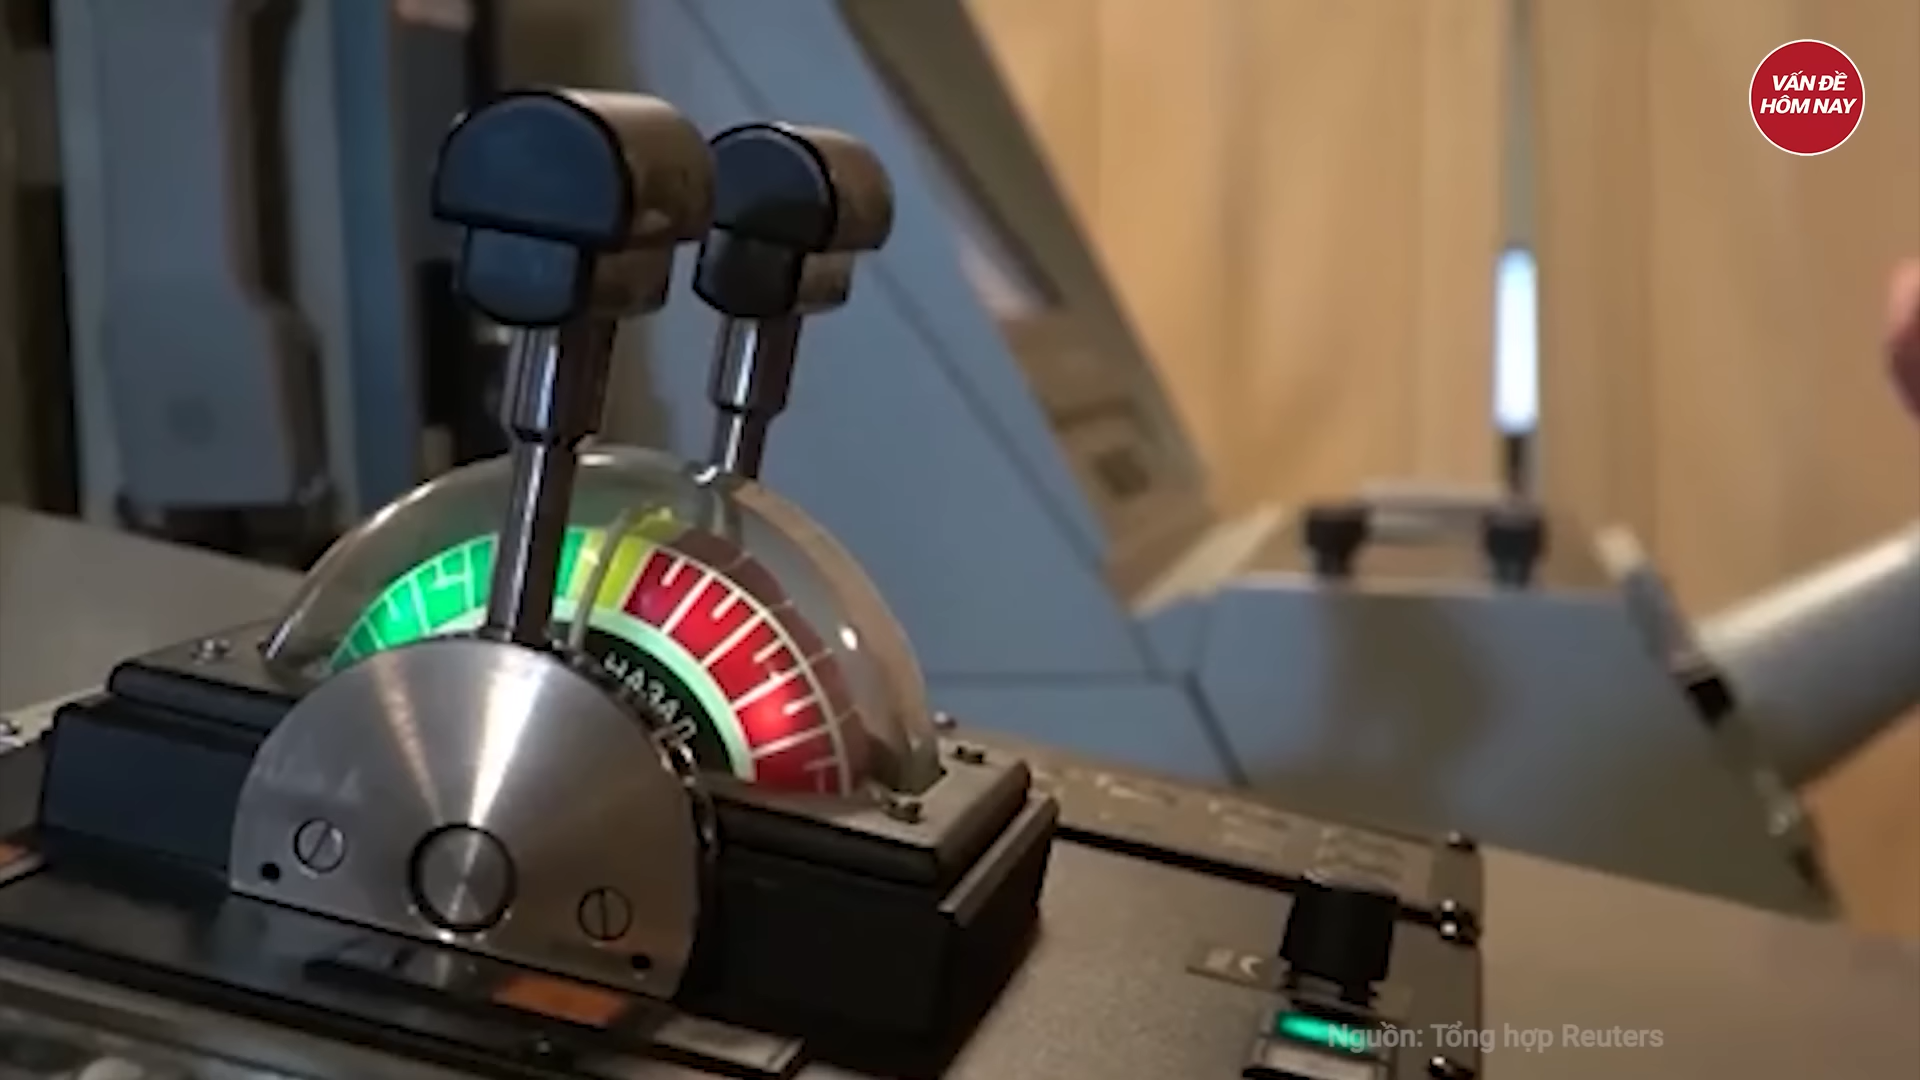 VẤN ĐỀ
HÔM NAY
НАЗАД
Nguồn: Tổng hợp Reuters